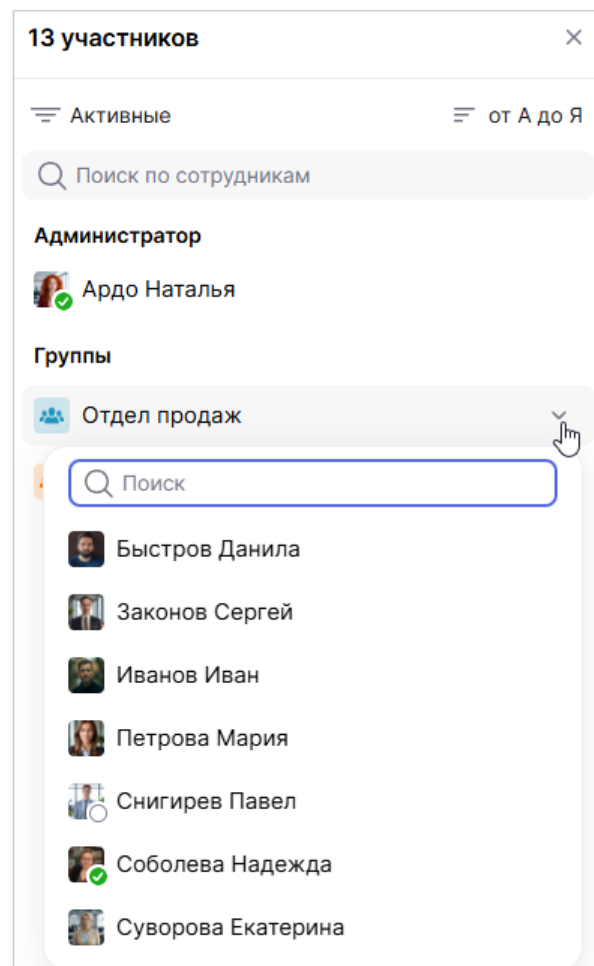 13 участников
Активные
от А до Я
Поиск по сотрудникам
Администратор
Ардо Наталья
Группы
Отдел продаж
Поиск
Быстров Данила
Законов Сергей
Иванов Иван
Петрова Мария
Снигирев Павел
Соболева Надежда
Суворова Екатерина